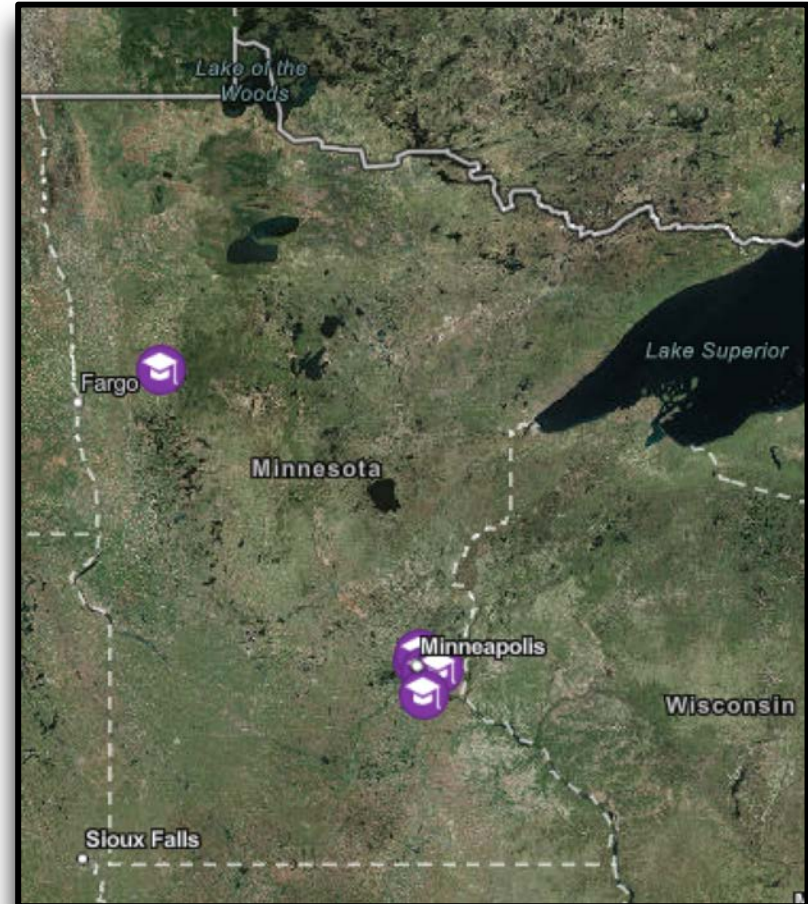 Lake of the
Woods
Lake Superior
Fargo
Minnesota
Minneapolis
Wisconsin
Sioux Falls